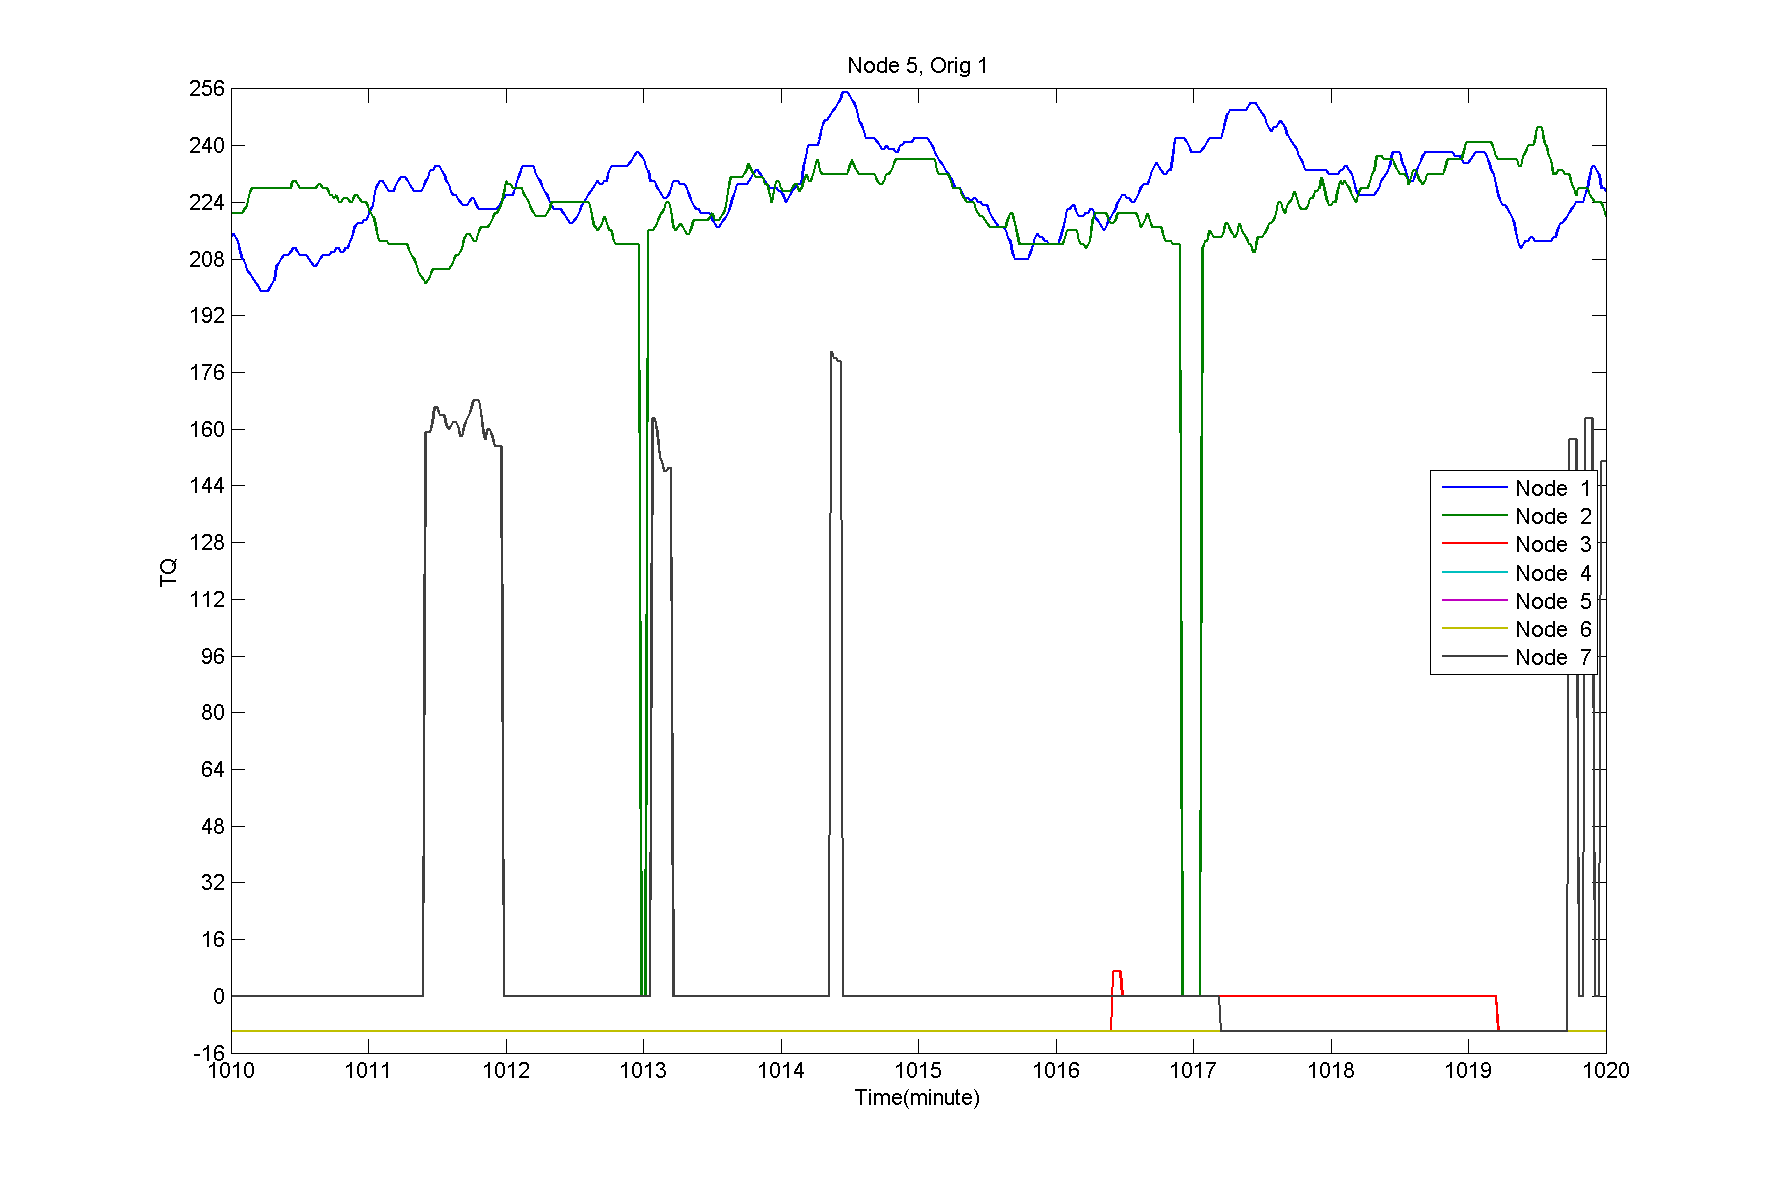 Node 5, Orig 1
256
240
224
208
192
176
160
144
128
112
96
80
64
48
32
16
0
-16
TQ
Node 1
Node 2
Node 3
Node 4
Node 5
Node 6
Node 7
1010 1011 1012 1013 1014 1015 1016 1017 1018 1019 1020
Time(minute)